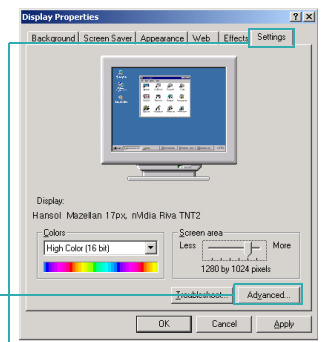 Display Properties
Background Screen Saver Appearance Web Effects Settings
Display:
Hansol Mazellan 17px, nVidia Riva TNT2
Colors
High Color (16 bit)
Screen area
Less More
1280 by 1024 pixels
Troubleshoot... Advanced...
OK Cancel Apply